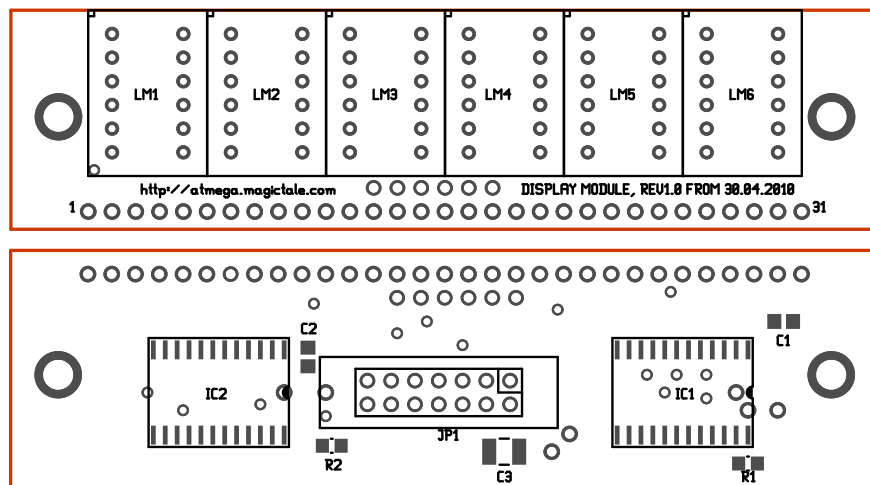 LM1 LM2 LM3 LM4 LM5 LM6
http://atmega.magictale.com DISPLAY MODULE, REV1.0 FROM 30.04.2010
1 31
C2 C1
IC2 IC1
JP1
R2 C3 R1